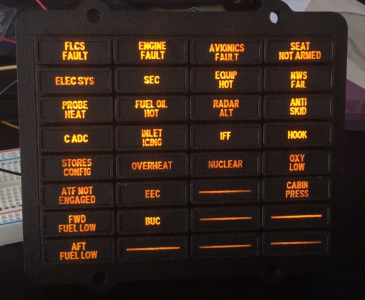 FLCS
FAULT
ENGINE
FAULT
AVIONICS
FAULT
SEAT
NOT ARMED
ELEC SYS
SEC
EQUIP
HOT
NWS
FAIL
PROBE
HEAT
FUEL OIL
HOT
RADAR
ALT
ANTI
SKID
C ADC
INLET
ICING
IFF
HOOK
STORES
CONFIG
OVERHEAT
NUCLEAR
OXY
LOW
ATF NOT
ENGAGED
EEC
CABIN
PRESS
FWD
FUEL LOW
BUC
AFT
FUEL LOW